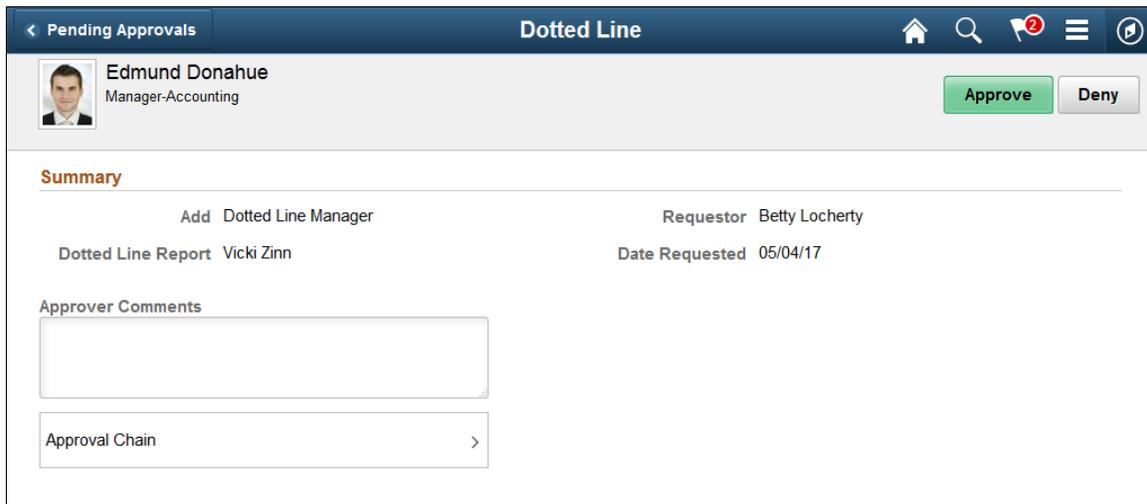 Pending Approvals
Dotted Line
2
Edmund Donahue
Manager-Accounting
Approve
Deny
Summary
Add Dotted Line Manager
Requestor Betty Locherty
Dotted Line Report Vicki Zinn
Date Requested 05/04/17
Approver Comments
Approval Chain